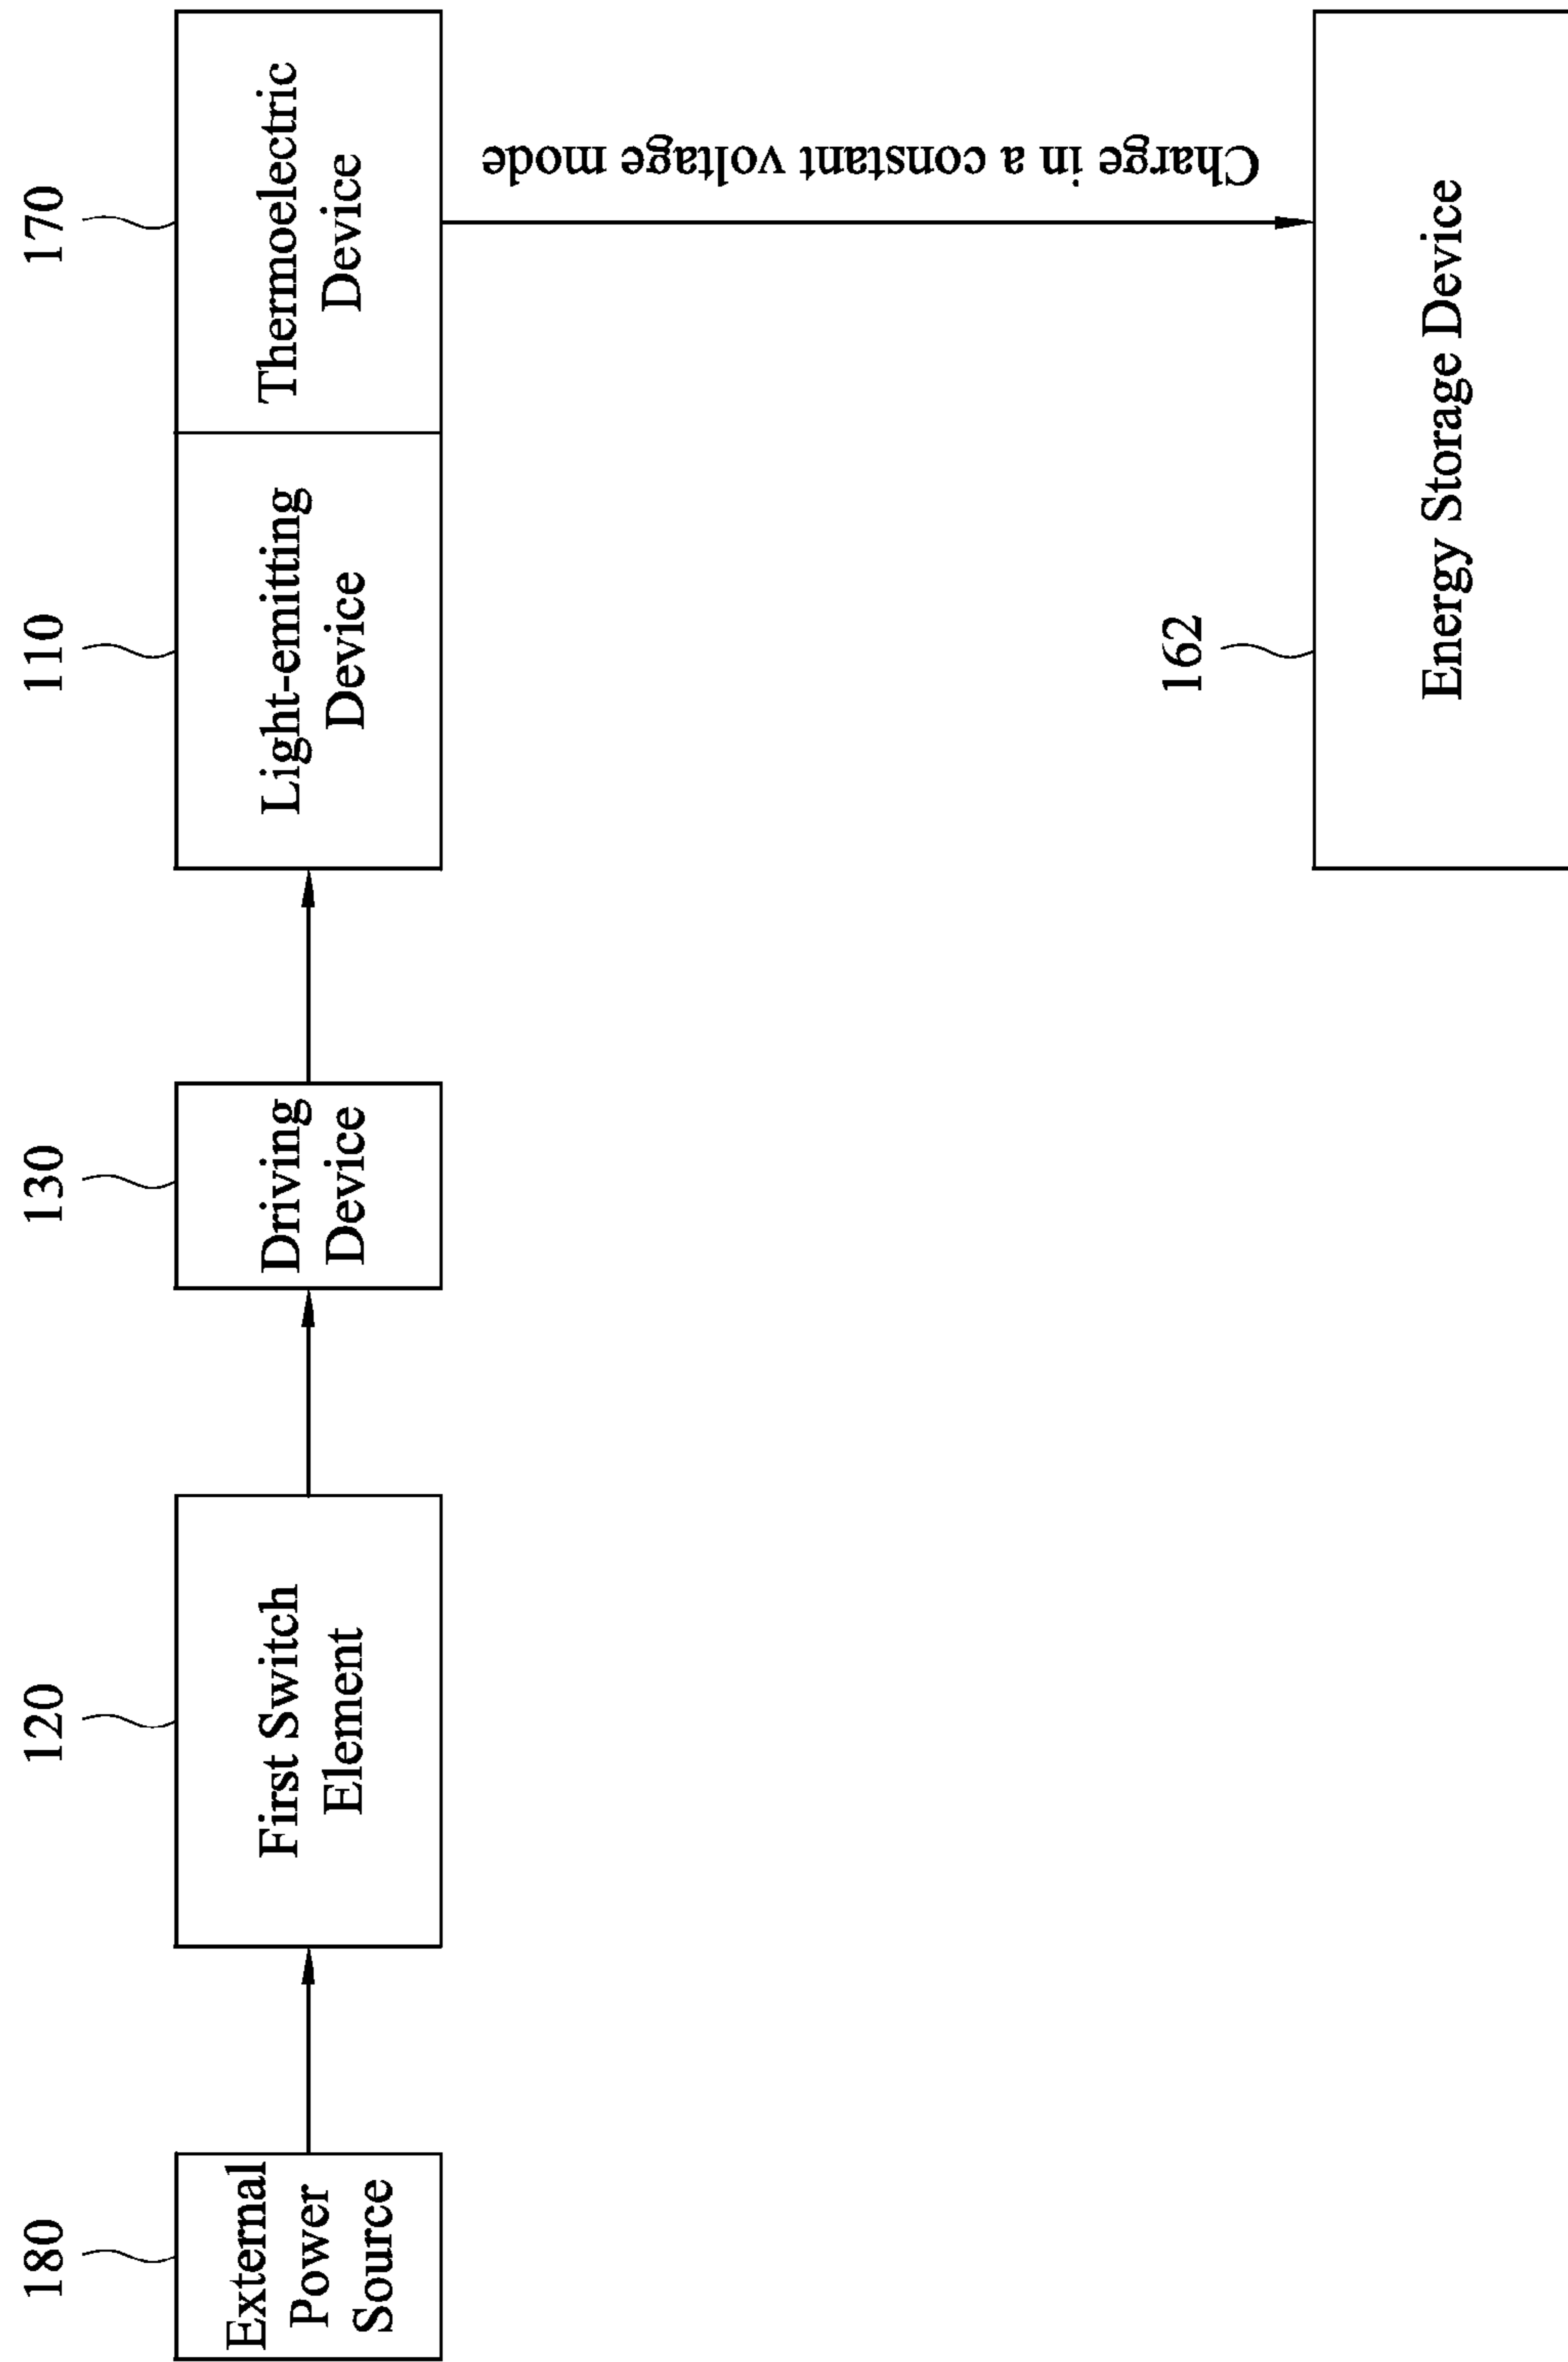 180
120
130
110
170
External
Power
Source
First Switch
Element
Driving
Device
Light-emitting
Device
Thermoelectric
Device
Charge in a constant voltage mode
162
Energy Storage Device